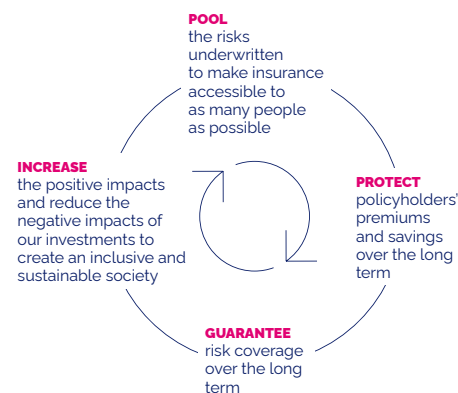 POOL
the risks
underwritten
to make insurance
accessible to
as many people
as possible
PROTECT
policyholders'
premiums
and savings
over the long
term
GUARANTEE
risk coverage
over the long
term
INCREASE
the positive impacts
and reduce the
negative impacts of
our investments to
create an inclusive and
sustainable society